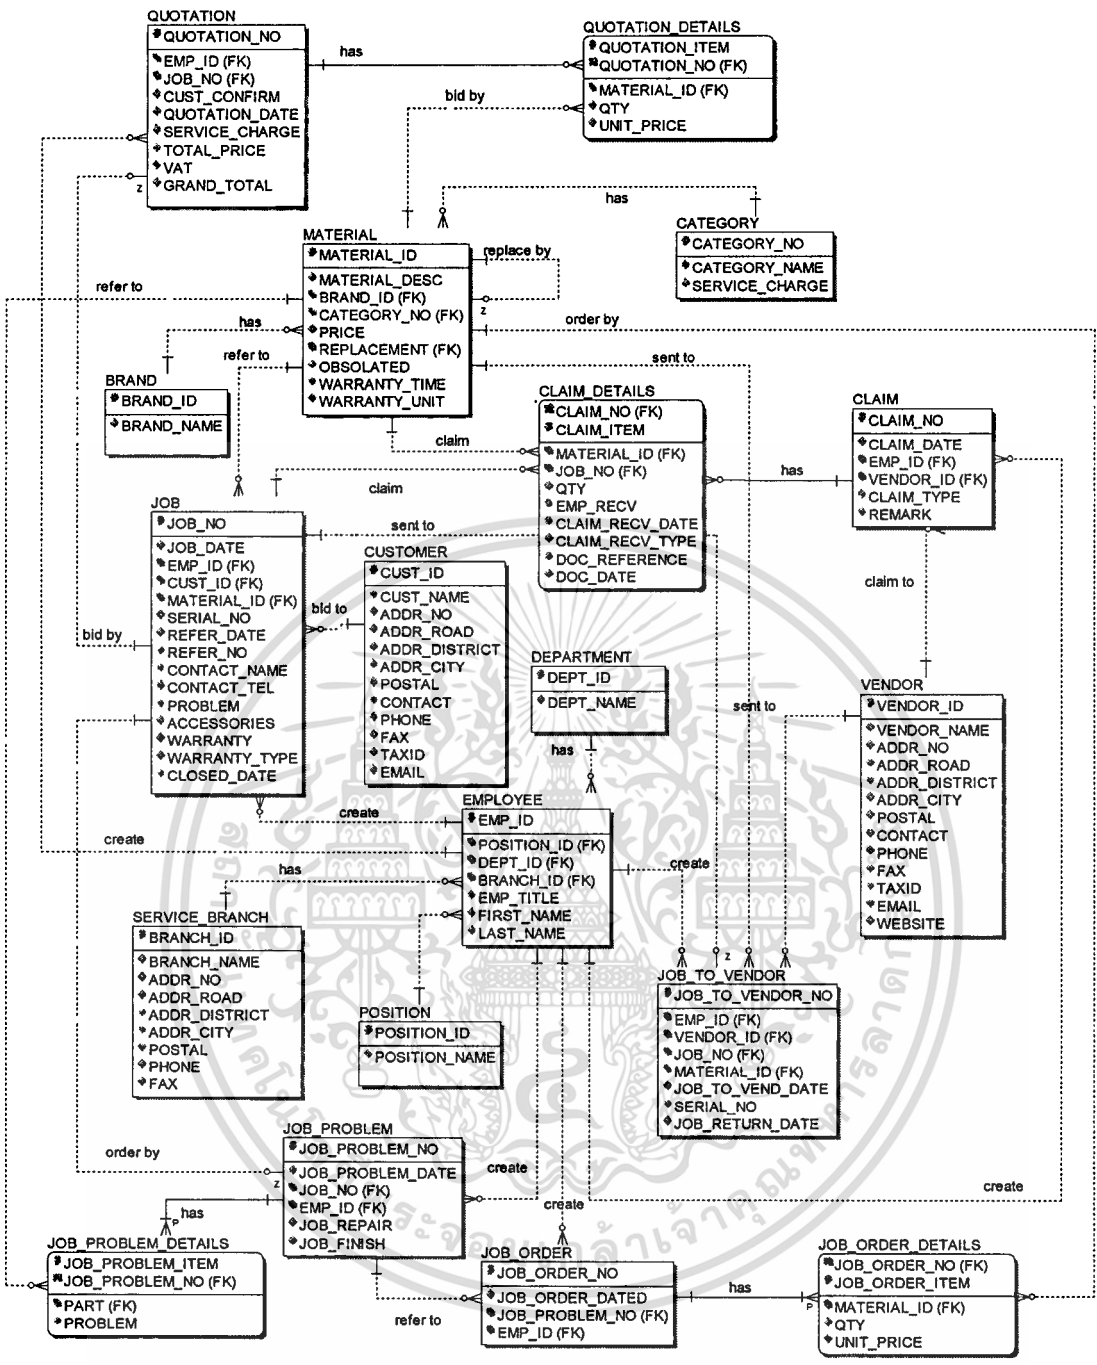 QUOTATION
QUOTATION_NO
EMP_ID (FK)
JOB_NO (FK)
CUST_CONFIRM
QUOTATION_DATE
SERVICE_CHARGE
TOTAL_PRICE
VAT
GRAND_TOTAL
has
QUOTATION_DETAILS
QUOTATION_ITEM
QUOTATION_NO (FK)
MATERIAL_ID (FK)
QTY
UNIT_PRICE
bid by
z
has
CATEGORY
CATEGORY_NO
CATEGORY_NAME
SERVICE_CHARGE
MATERIAL
MATERIAL_ID
MATERIAL_DESC
BRAND_ID (FK)
CATEGORY_NO (FK)
PRICE
REPLACEMENT (FK)
OBSOLATED
WARRANTY_TIME
WARRANTY_UNIT
replace by
z
refer to
order by
has
refer to
sent to
BRAND
BRAND_ID
BRAND_NAME
CLAIM_DETAILS
CLAIM_NO (FK)
CLAIM_ITEM
MATERIAL_ID (FK)
JOB_NO (FK)
QTY
EMP_RECV
CLAIM_RECV_DATE
CLAIM_RECV_TYPE
DOC_REFERENCE
DOC_DATE
CLAIM
CLAIM_NO
CLAIM_DATE
EMP_ID (FK)
VENDOR_ID (FK)
CLAIM_TYPE
REMARK
claim
has
claim
JOB
JOB_NO
JOB_DATE
EMP_ID (FK)
CUST_ID (FK)
MATERIAL_ID (FK)
SERIAL_NO
REFER_DATE
REFER_NO
CONTACT_NAME
CONTACT_TEL
PROBLEM
ACCESSORIES
WARRANTY
WARRANTY_TYPE
CLOSED_DATE
sent to
CUSTOMER
CUST_ID
CUST_NAME
ADDR_NO
ADDR_ROAD
ADDR_DISTRICT
ADDR_CITY
POSTAL
CONTACT
PHONE
FAX
TAXID
EMAIL
bid to
bid by
claim to
DEPARTMENT
DEPT_ID
DEPT_NAME
has
VENDOR
VENDOR_ID
VENDOR_NAME
ADDR_NO
ADDR_ROAD
ADDR_DISTRICT
ADDR_CITY
POSTAL
CONTACT
PHONE
FAX
TAXID
EMAIL
WEBSITE
sent to
EMPLOYEE
EMP_ID
POSITION_ID (FK)
DEPT_ID (FK)
BRANCH_ID (FK)
EMP_TITLE
FIRST_NAME
LAST_NAME
create
create
has
create
SERVICE_BRANCH
BRANCH_ID
BRANCH_NAME
ADDR_NO
ADDR_ROAD
ADDR_DISTRICT
ADDR_CITY
POSTAL
PHONE
FAX
POSITION
POSITION_ID
POSITION_NAME
z
JOB_TO_VENDOR
JOB_TO_VENDOR_NO
EMP_ID (FK)
VENDOR_ID (FK)
JOB_NO (FK)
MATERIAL_ID (FK)
JOB_TO_VEND_DATE
SERIAL_NO
JOB_RETURN_DATE
JOB_PROBLEM
JOB_PROBLEM_NO
JOB_PROBLEM_DATE
JOB_NO (FK)
EMP_ID (FK)
JOB_REPAIR
JOB_FINISH
order by
z
has
P
create
create
create
JOB_PROBLEM_DETAILS
JOB_PROBLEM_ITEM
JOB_PROBLEM_NO (FK)
PART (FK)
PROBLEM
JOB_ORDER
JOB_ORDER_NO
JOB_ORDER_DATED
JOB_PROBLEM_NO (FK)
EMP_ID (FK)
refer to
has
P
JOB_ORDER_DETAILS
JOB_ORDER_NO (FK)
JOB_ORDER_ITEM
MATERIAL_ID (FK)
QTY
UNIT_PRICE